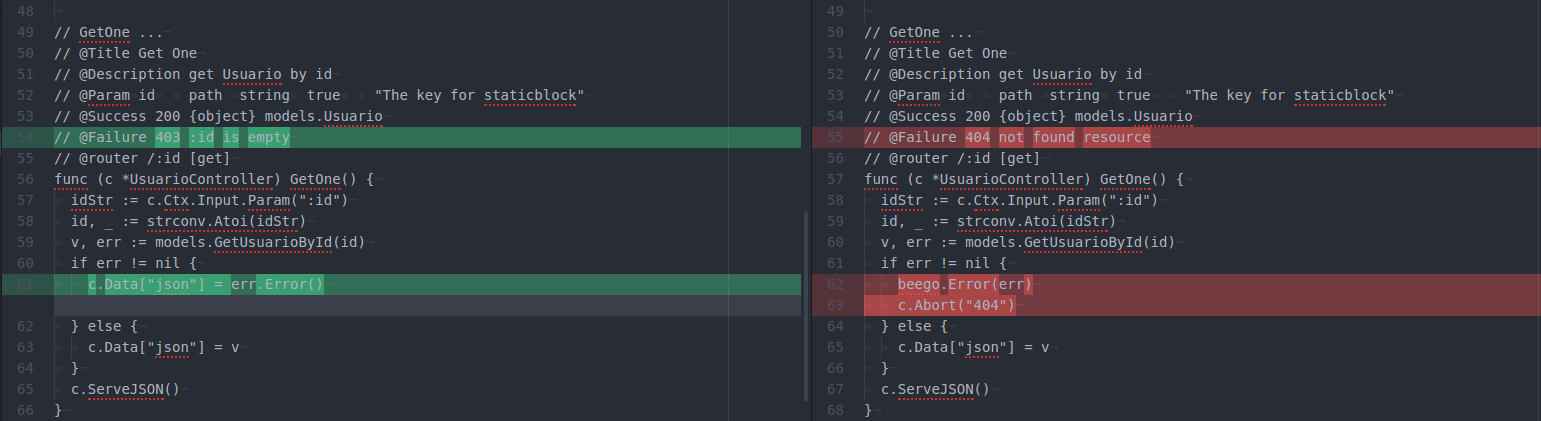 48
49 // GetOne ...
50 // @Title Get One
51 // @Description get Usuario by id
52 // @Param id path string true "The key for staticblock"
53 // @Success 200 {object} models.Usuario
54 // @Failure 403 :id is empty
55 // @router /:id [get]
56 func (c *UsuarioController) GetOne() {
57 idStr := c.Ctx.Input.Param(":id")
58 id, _ := strconv.Atoi(idStr)
59 v, err := models.GetUsuarioById(id)
60 if err != nil {
61 c.Data["json"] = err.Error()
62 } else {
63 c.Data["json"] = v
64 }
65 c.ServeJSON()
66 }
49
50 // GetOne ...
51 // @Title Get One
52 // @Description get Usuario by id
53 // @Param id path string true "The key for staticblock"
54 // @Success 200 {object} models.Usuario
55 // @Failure 404 not found resource
56 // @router /:id [get]
57 func (c *UsuarioController) GetOne() {
58 idStr := c.Ctx.Input.Param(":id")
59 id, _ := strconv.Atoi(idStr)
60 v, err := models.GetUsuarioById(id)
61 if err != nil {
62 beego.Error(err)
63 c.Abort("404")
64 } else {
65 c.Data["json"] = v
66 }
67 c.ServeJSON()
68 }